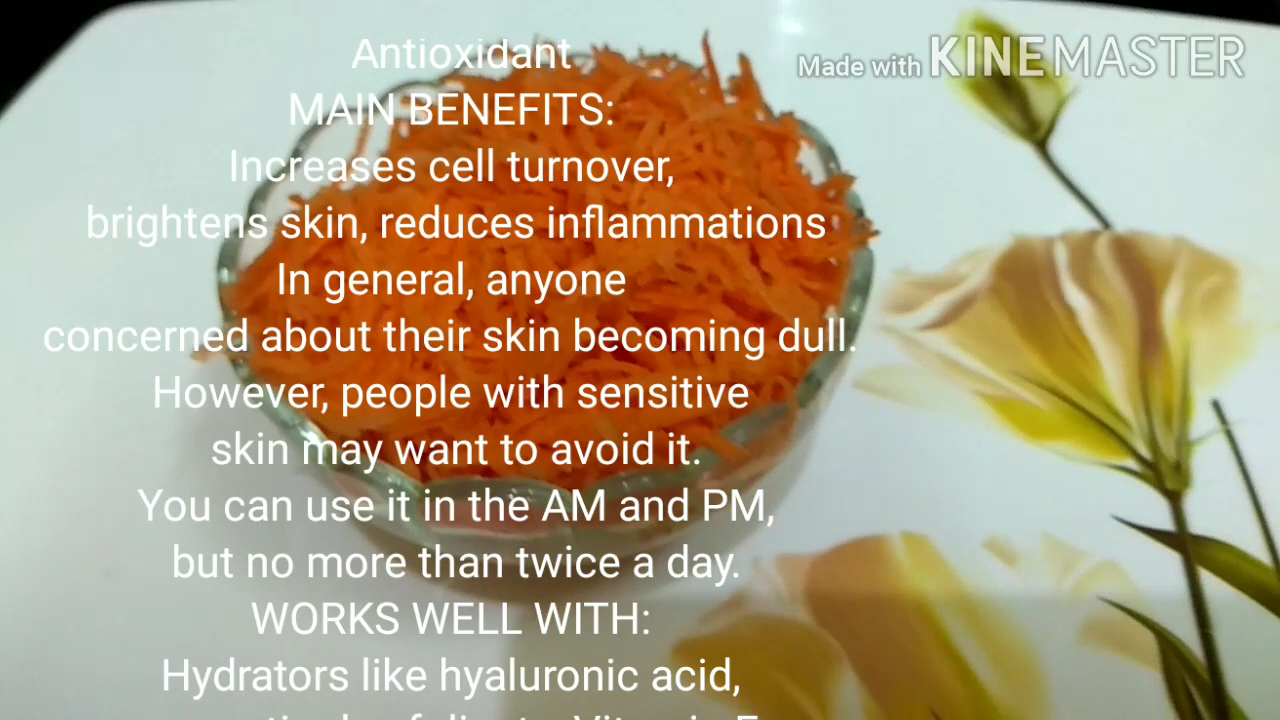 Antioxidant
Made with KINEMASTER
MAIN BENEFITS:
Increases cell turnover,
brightens skin, reduces inflammations
In general, anyone
concerned about their skin becoming dull.
However, people with sensitive
skin may want to avoid it.
You can use it in the AM and PM,
but no more than twice a day.
WORKS WELL WITH:
Hydrators like hyaluronic acid,